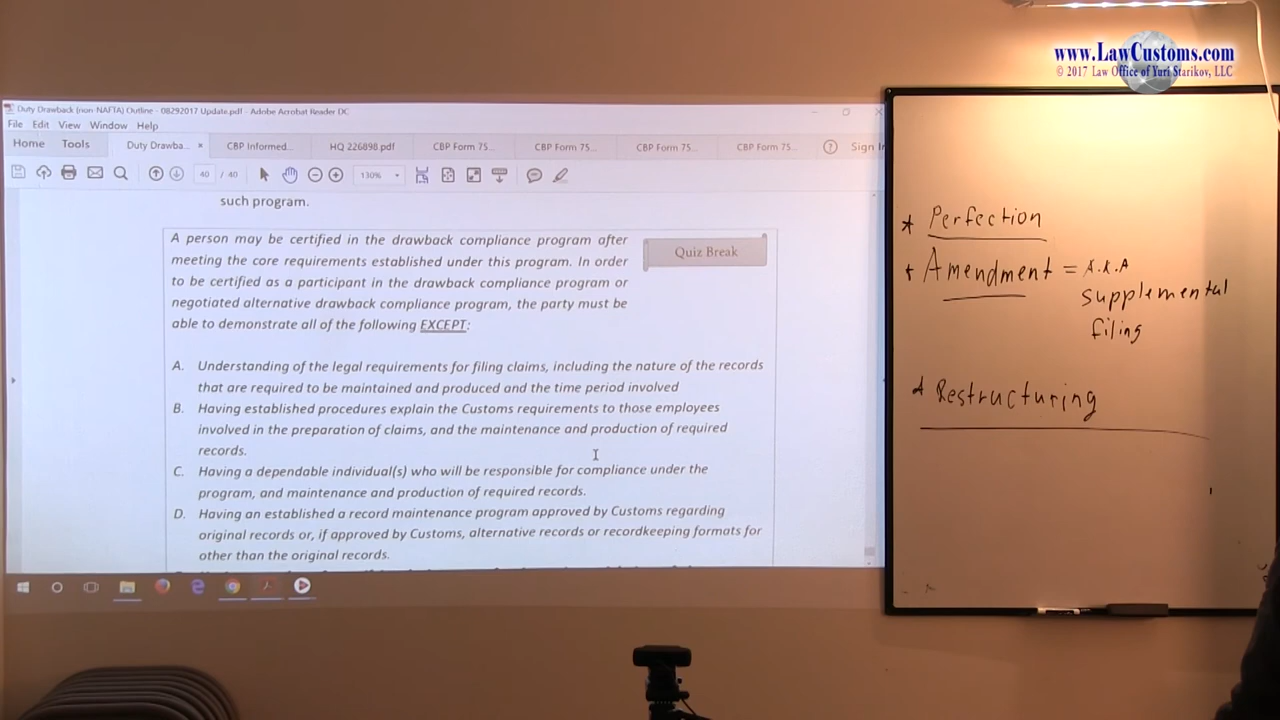 www.LawCustoms.com
© 2017 Law Office of Yuri Starikov, LLC
Duty Drawback (non-NAFTA) Outline - 08292017 Update.pdf - Adobe Acrobat Reader DC
File Edit View Window Help
Home Tools Duty Drawba... × CBP Informed... HQ 226898.pdf CBP Form 75... CBP Form 75... CBP Form 75... CBP Form 75... Sign In
40 / 40 130%
such program.
A person may be certified in the drawback compliance program after
meeting the core requirements established under this program. In order
to be certified as a participant in the drawback compliance program or
negotiated alternative drawback compliance program, the party must be
able to demonstrate all of the following EXCEPT:
Quiz Break
A. Understanding of the legal requirements for filing claims, including the nature of the records
that are required to be maintained and produced and the time period involved
B. Having established procedures explain the Customs requirements to those employees
involved in the preparation of claims, and the maintenance and production of required
records.
C. Having a dependable individual(s) who will be responsible for compliance under the
program, and maintenance and production of required records.
D. Having an established a record maintenance program approved by Customs regarding
original records or, if approved by Customs, alternative records or recordkeeping formats for
other than the original records.
* Perfection
* Amendment = A.K.A
supplemental
filing
* Restructuring